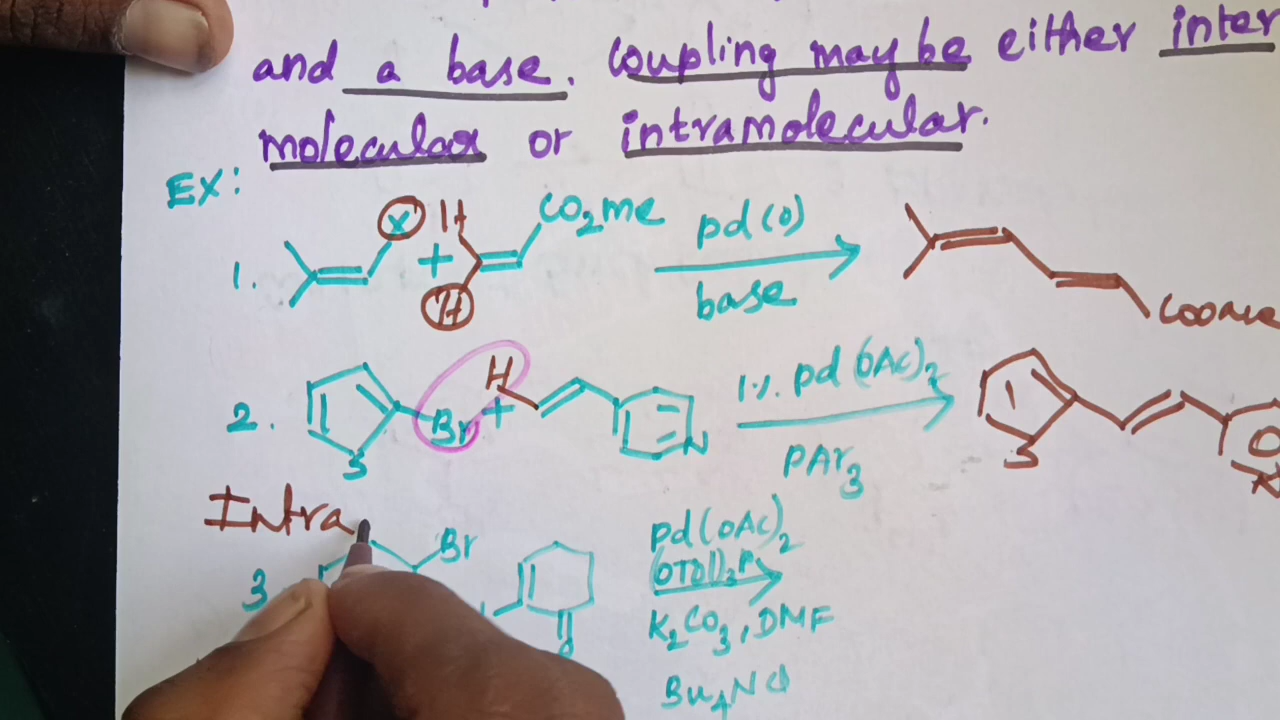 and a base. Coupling may be either inter
molecular or intramolecular.
EX:
1. X + H H CO2me pd(0) base COOMe
2. S Br + H N 1% pd(OAc)2 PAr3 S
Intra
3 Br pd(OAc)2
(oTol)3P
K2CO3, DMF
Bu4NCl